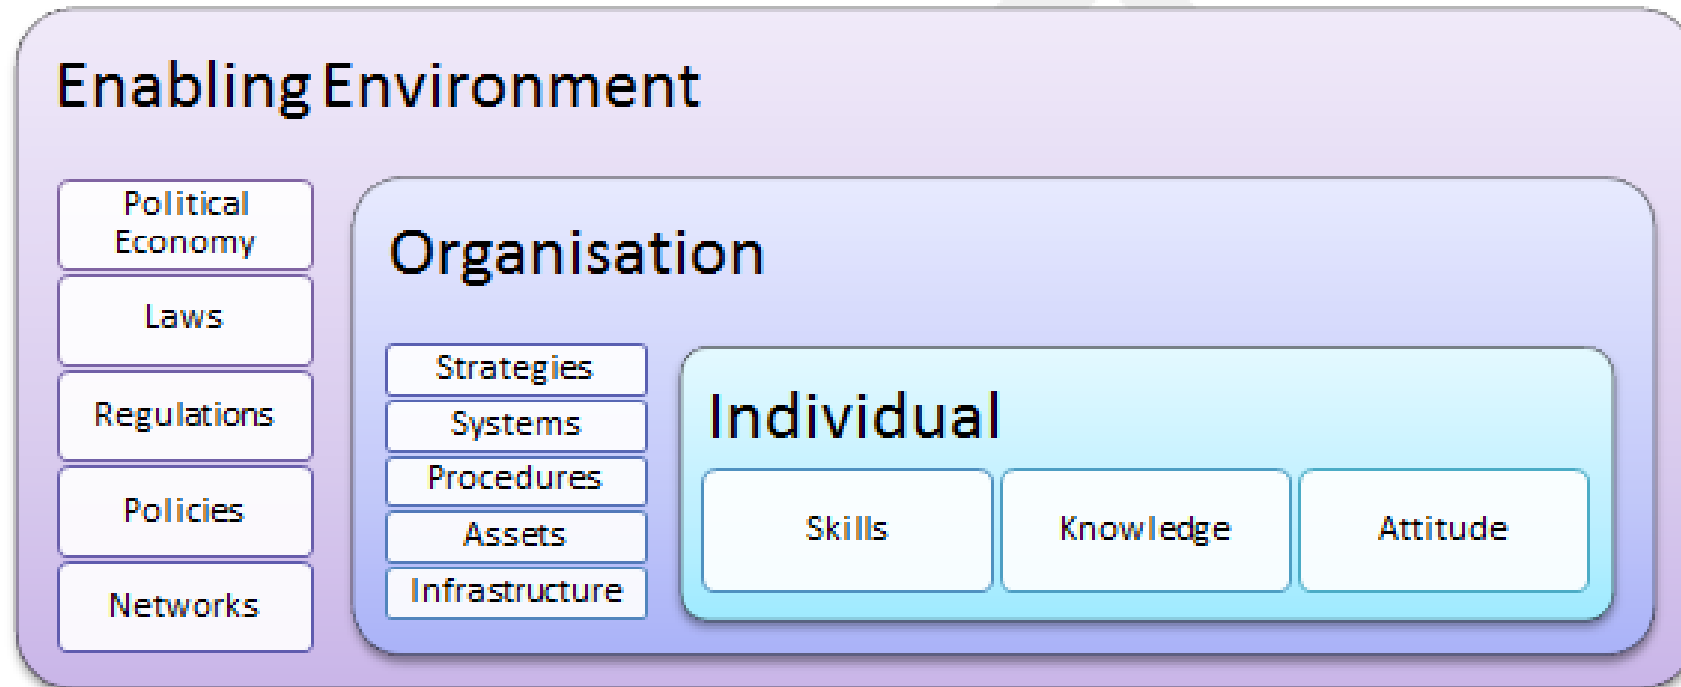 Enabling Environment
Political
Economy
Laws
Regulations
Policies
Networks
Organisation
Strategies
Systems
Procedures
Assets
Infrastructure
Individual
Skills
Knowledge
Attitude